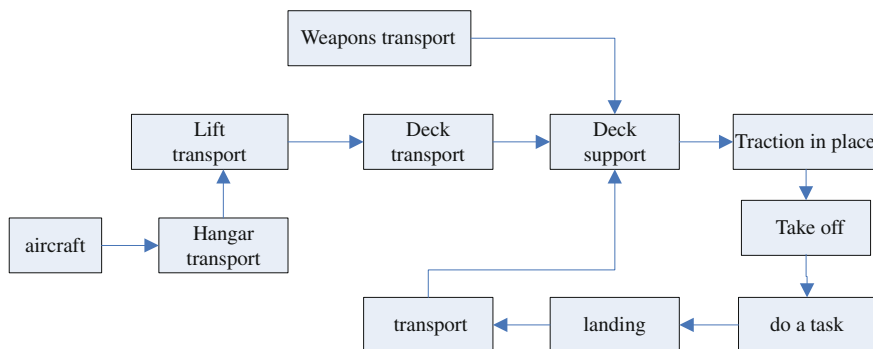 Weapons transport
Lift
transport
Deck
transport
Deck
support
Traction in place
aircraft
Hangar
transport
Take off
transport
landing
do a task